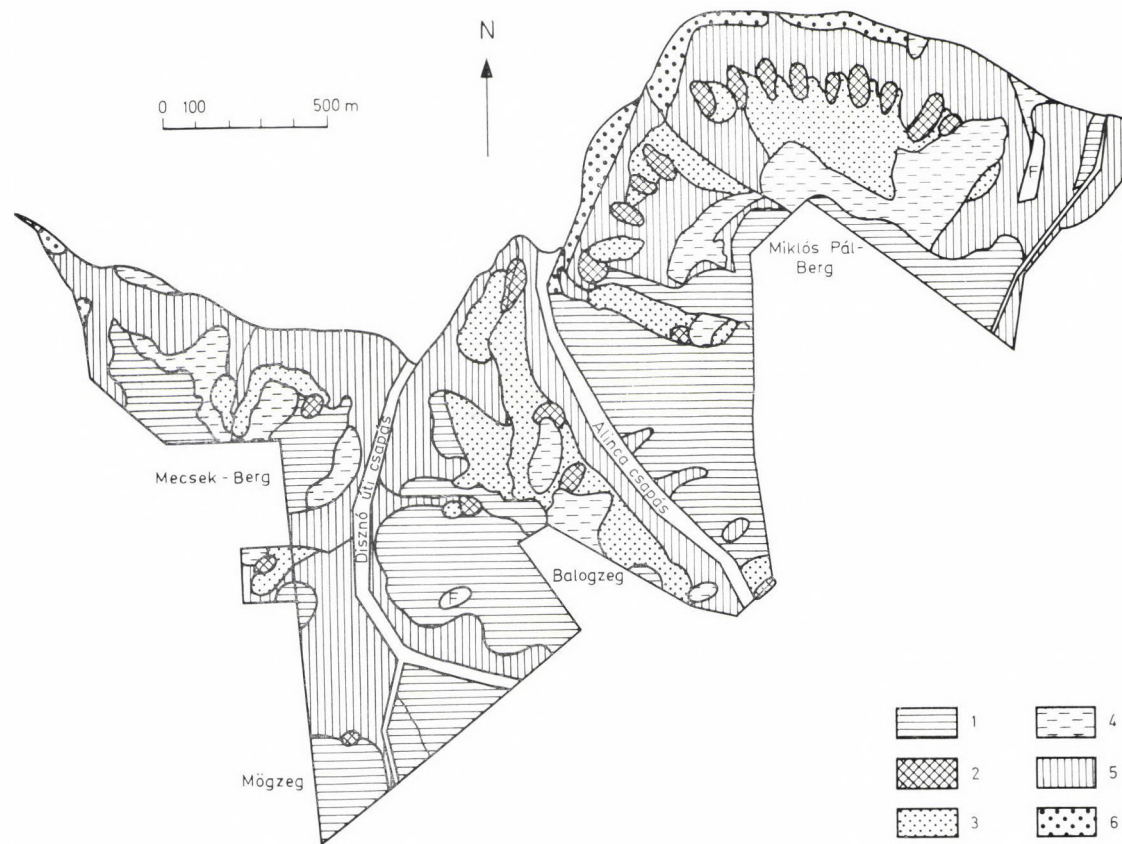 N
0 100 500 m
F
Miklós Pál-
Berg
Mecsek - Berg
Disznó úti csapás
Alinca csapás
Balogzeg
F
Mögzeg
1
2
3
4
5
6